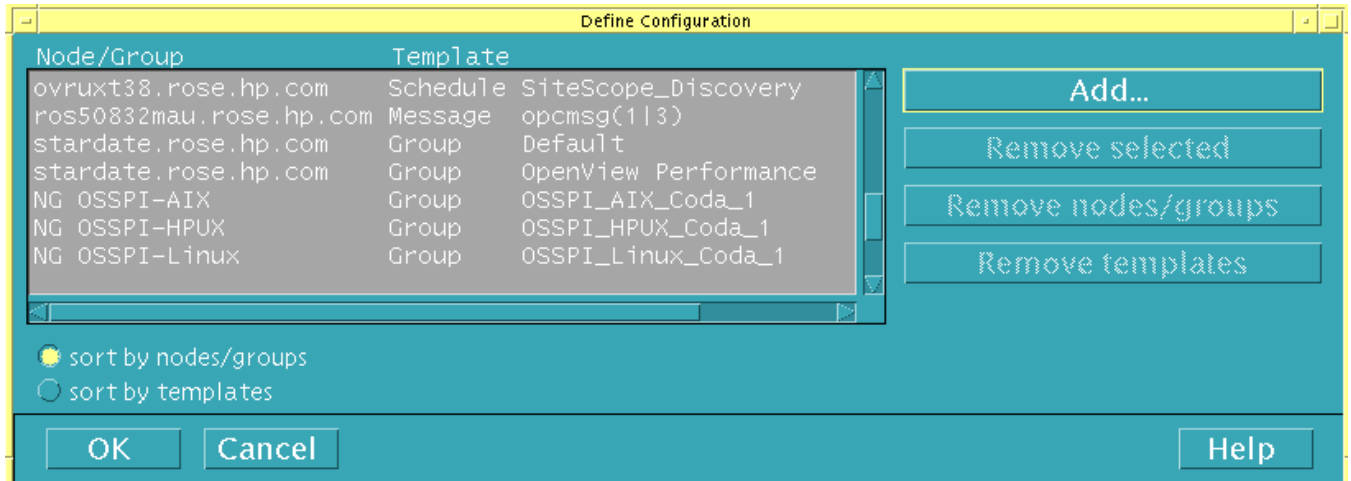 Define Configuration
Node/Group Template
ovruxt38.rose.hp.com Schedule SiteScope_Discovery
ros50832mau.rose.hp.com Message opcmsg(1|3)
stardate.rose.hp.com Group Default
stardate.rose.hp.com Group OpenView Performance
NG OSSPI-AIX Group OSSPI_AIX_Coda_1
NG OSSPI-HPUX Group OSSPI_HPUX_Coda_1
NG OSSPI-Linux Group OSSPI_Linux_Coda_1
Add...
Remove selected
Remove nodes/groups
Remove templates
sort by nodes/groups
sort by templates
OK Cancel Help